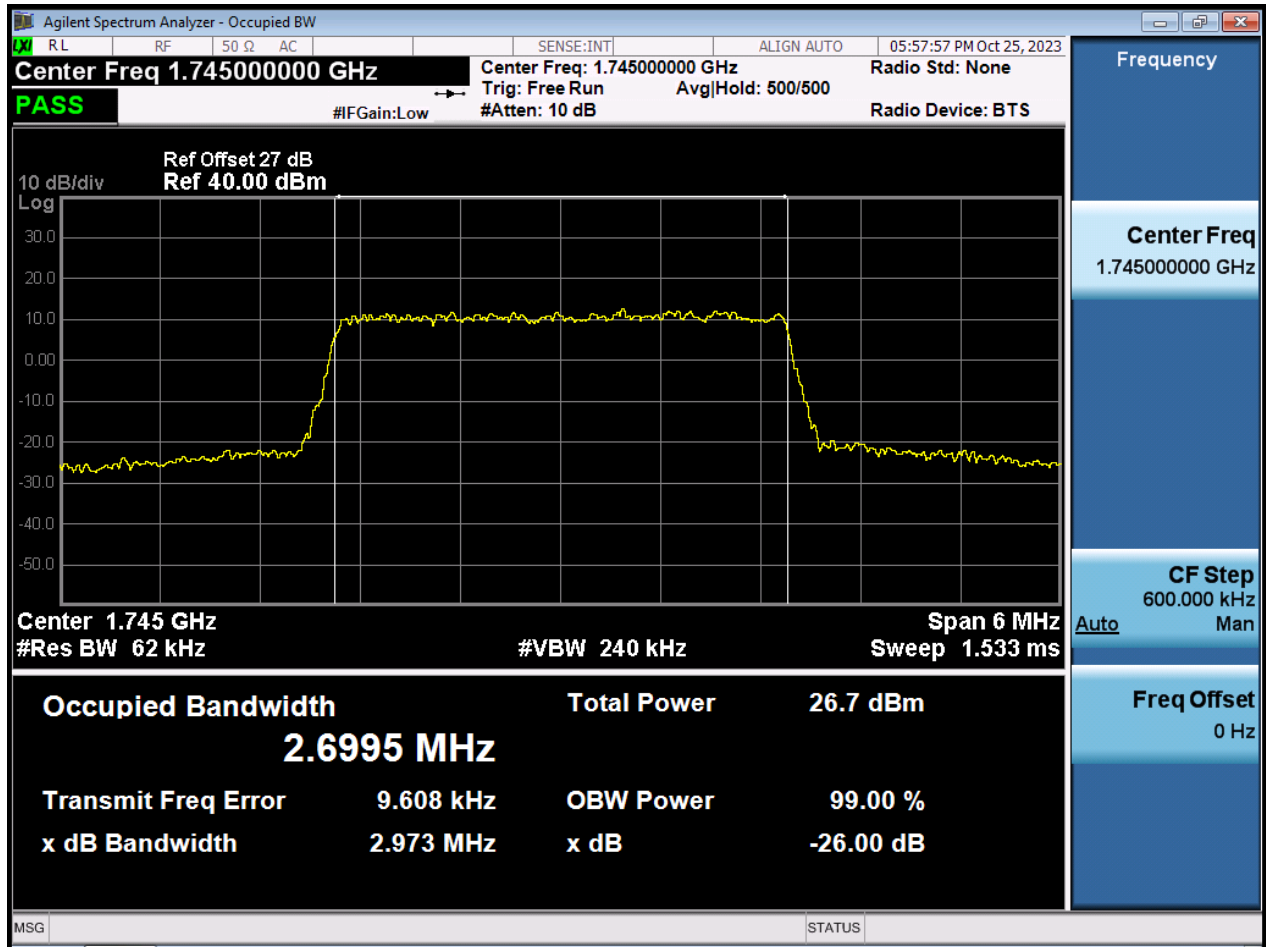 Agilent Spectrum Analyzer - Occupied BW
LXI RL RF 50 Ω AC SENSE:INT ALIGN AUTO 05:57:57 PM Oct 25, 2023
Center Freq 1.745000000 GHz
PASS
#IFGain:Low
Center Freq: 1.745000000 GHz
Trig: Free Run Avg|Hold: 500/500
#Atten: 10 dB
Radio Std: None
Radio Device: BTS
Ref Offset 27 dB
10 dB/div Ref 40.00 dBm
Log
30.0
20.0
10.0
0.00
-10.0
-20.0
-30.0
-40.0
-50.0
Center 1.745 GHz Span 6 MHz
#Res BW 62 kHz #VBW 240 kHz Sweep 1.533 ms
Occupied Bandwidth Total Power 26.7 dBm
2.6995 MHz
Transmit Freq Error 9.608 kHz OBW Power 99.00 %
x dB Bandwidth 2.973 MHz x dB -26.00 dB
MSG STATUS
Frequency
Center Freq
1.745000000 GHz
CF Step
600.000 kHz
Auto Man
Freq Offset
0 Hz